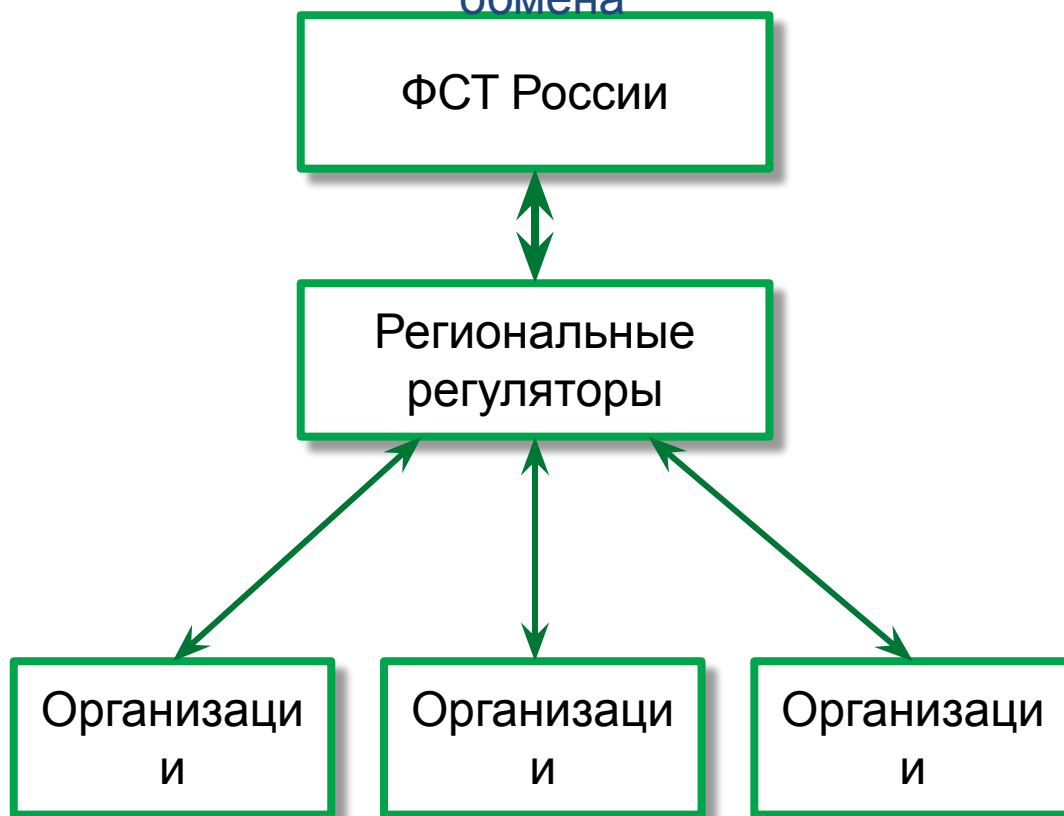 обмена
ФСТ России
Региональные
регуляторы
Организаци
и
Организаци
и
Организаци
и